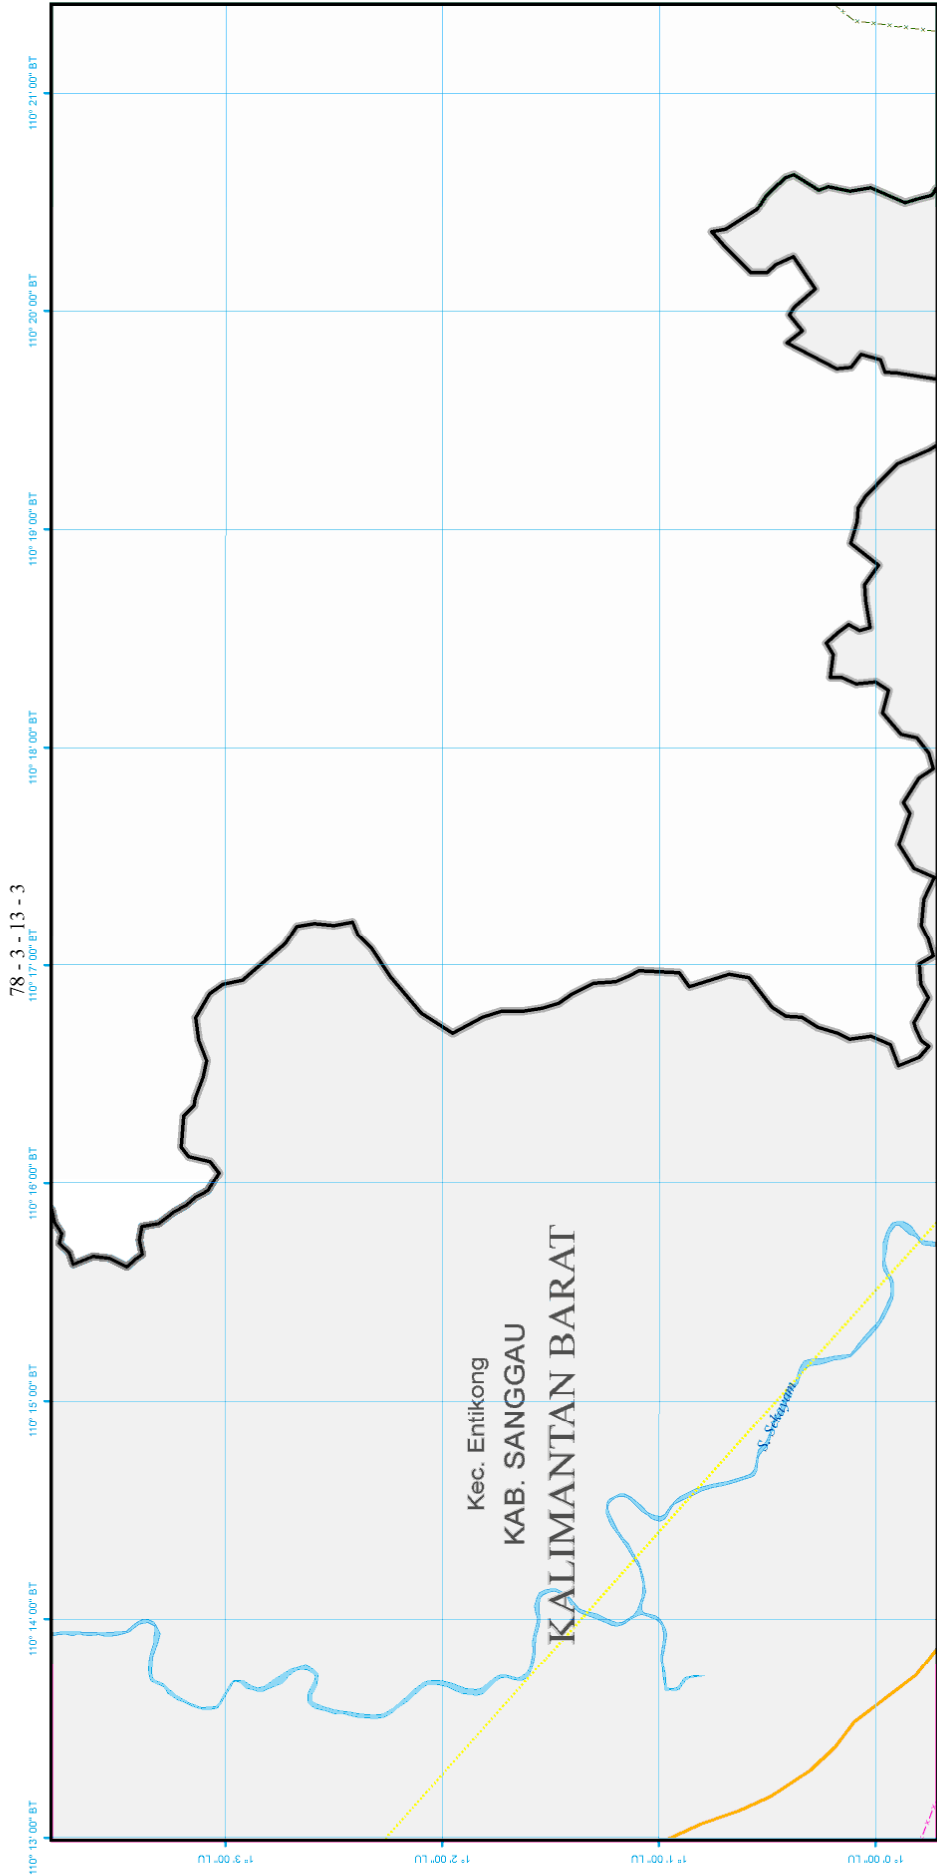 78 - 3 - 13 - 3
110° 13' 00" BT
110° 14' 00" BT
110° 15' 00" BT
110° 16' 00" BT
110° 17' 00" BT
110° 18' 00" BT
110° 19' 00" BT
110° 20' 00" BT
110° 21' 00" BT
1° 3' 00" LU
1° 2' 00" LU
1° 1' 00" LU
1° 0' 00" LU
Kec. Entikong
KAB. SANGGAU
KALIMANTAN BARAT
S. Sekayam